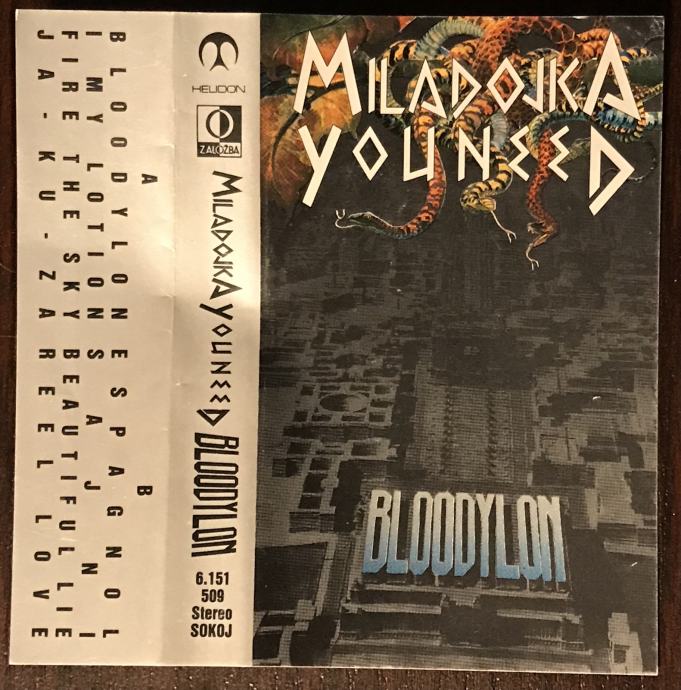 A B
BLOODYLON ESPAGNOL
I MY LOTION SAJNI
FIRE THE SKY BEAUTIFUL LIE
JA-KU-ZA REEL LOVE
HELIDON
ZALOŽBA
MILADOJKA YOUNEED BLOODYLON
6.151
509
Stereo
SOKOJ
MILADOJKA
YOUNEED
BLOODYLON